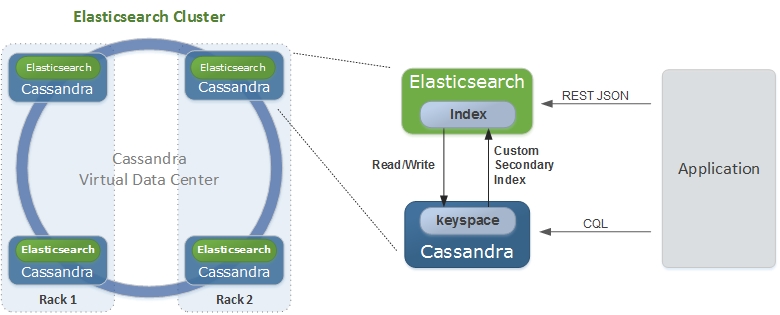 Elasticsearch Cluster
Elasticsearch
Cassandra
Elasticsearch
Cassandra
Cassandra
Virtual Data Center
Elasticsearch
Cassandra
Elasticsearch
Cassandra
Rack 1
Rack 2
Elasticsearch
Index
Read/Write
Custom
Secondary
Index
keyspace
Cassandra
REST JSON
CQL
Application